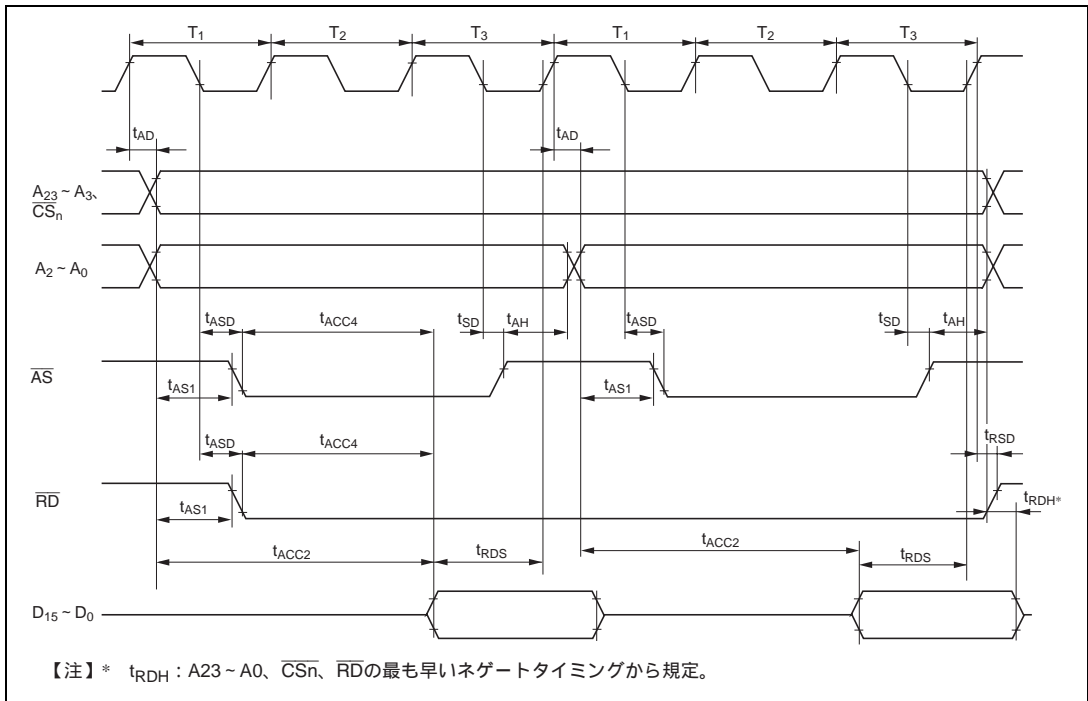 T1 T2 T3 T1 T2 T3
tAD tAD
A23 ~ A3、
CSn
A2 ~ A0
tASD tACC4 tSD tAH tASD tSD tAH
AS
tAS1 tAS1
tASD tACC4 tRSD
RD
tAS1 tRDH*
tACC2 tRDS tACC2 tRDS
D15 ~ D0
【注】* tRDH：A23 ~ A0、CSn、RDの最も早いネゲートタイミングから規定。